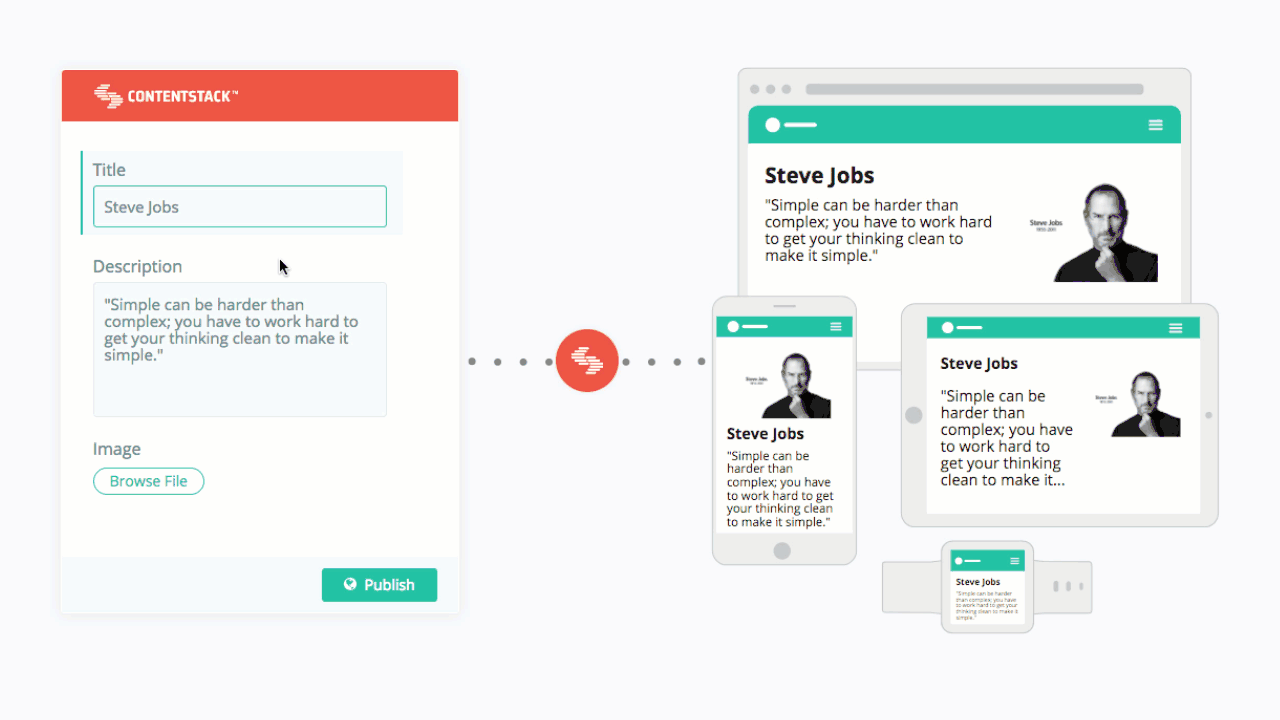 CONTENTSTACK™
Title
Steve Jobs
Description
"Simple can be harder than
complex; you have to work hard to
get your thinking clean to make it
simple."
Image
Browse File
Publish
Steve Jobs
"Simple can be harder than
complex; you have to work hard
to get your thinking clean to
make it simple."
Steve Jobs
1955-2011
Steve Jobs
Steve Jobs
"Simple can be
harder than
complex; you have
to work hard to get
your thinking clean
to make it simple."
Steve Jobs
"Simple can be
harder than
complex; you have
to work hard to
get your thinking
clean to make it...
Steve Jobs
Steve Jobs
"Simple can be harder
than complex; you have
to work hard to get your
thinking clean to make it
simple."